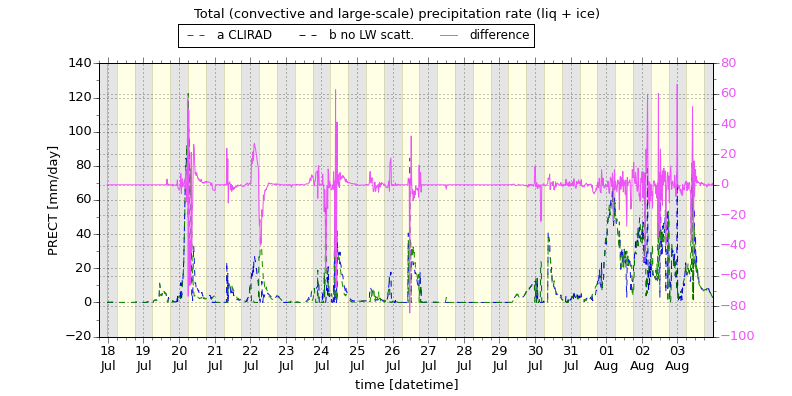 Total (convective and large-scale) precipitation rate (liq + ice)
a CLIRAD b no LW scatt. difference
140 80
120 60
100 40
80 20
60 0
40 −20
20 −40
0 −60
−20 −80
−100
PRECT [mm/day]
18 19 20 21 22 23 24 25 26 27 28 29 30 31 01 02 03
Jul Jul Jul Jul Jul Jul Jul Jul Jul Jul Jul Jul Jul Jul Aug Aug Aug
time [datetime]